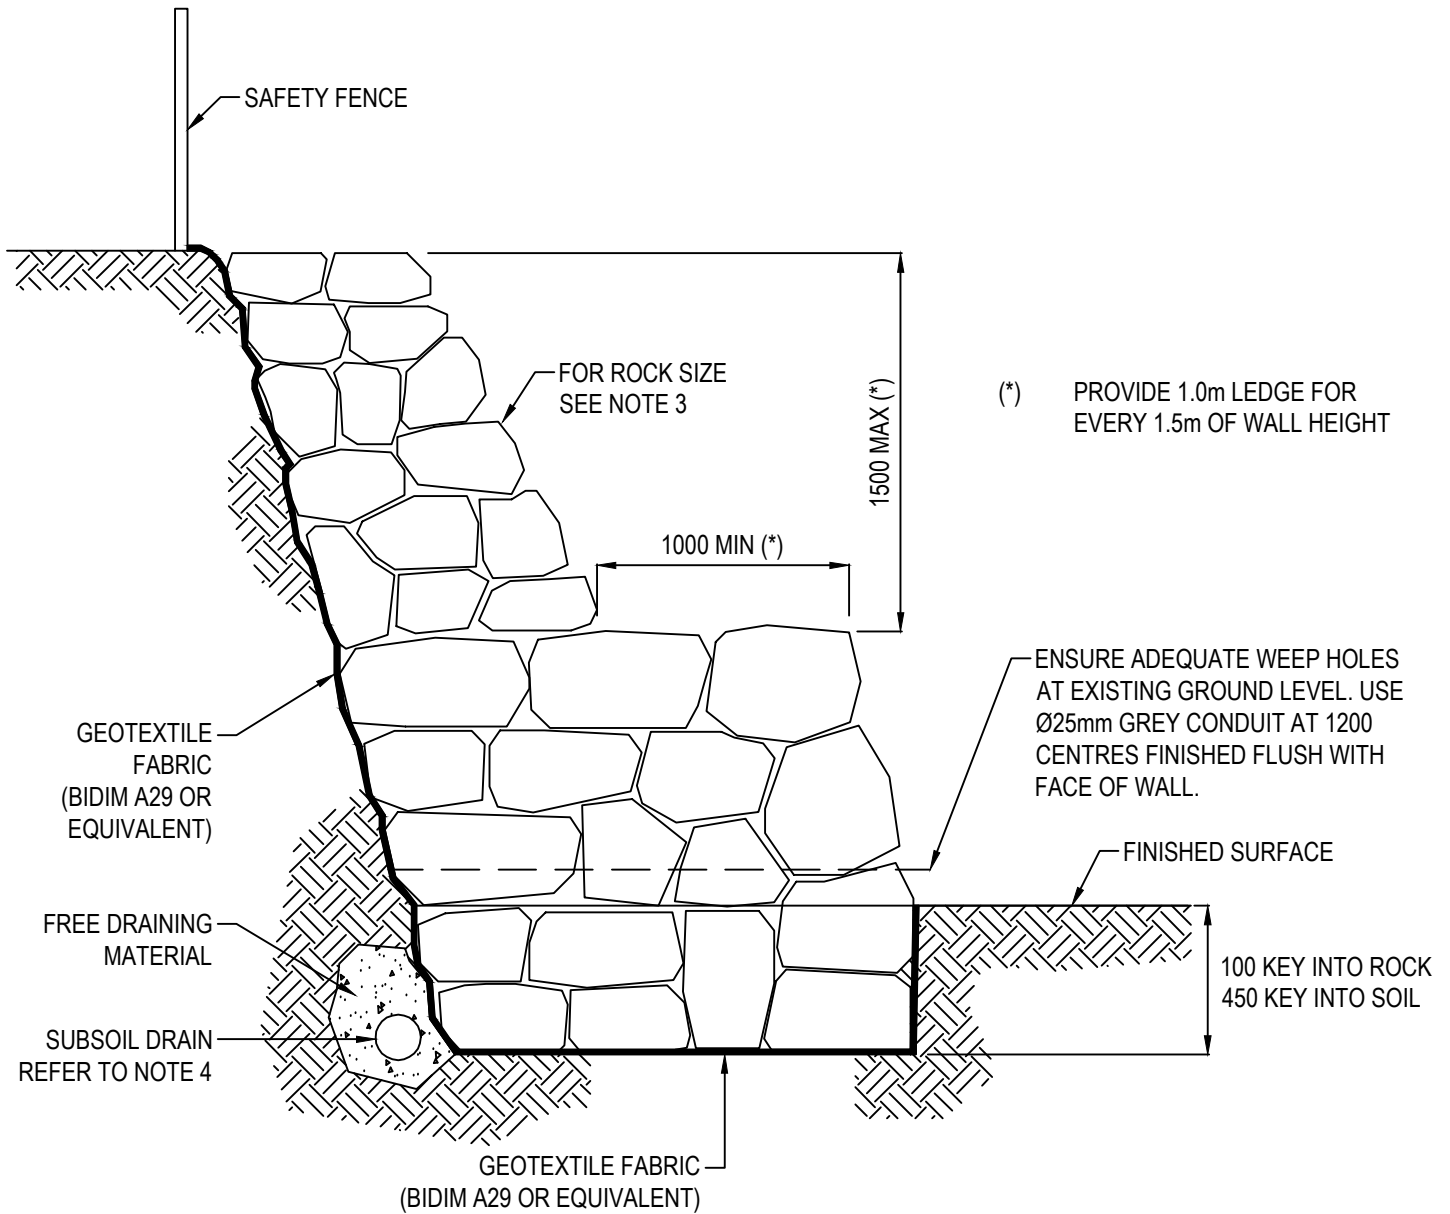 SAFETY FENCE
FOR ROCK SIZE
SEE NOTE 3
1500 MAX (*)
(*) PROVIDE 1.0m LEDGE FOR
EVERY 1.5m OF WALL HEIGHT
1000 MIN (*)
ENSURE ADEQUATE WEEP HOLES
AT EXISTING GROUND LEVEL. USE
Ø25mm GREY CONDUIT AT 1200
CENTRES FINISHED FLUSH WITH
FACE OF WALL.
GEOTEXTILE
FABRIC
(BIDIM A29 OR
EQUIVALENT)
FINISHED SURFACE
FREE DRAINING
MATERIAL
100 KEY INTO ROCK
450 KEY INTO SOIL
SUBSOIL DRAIN
REFER TO NOTE 4
GEOTEXTILE FABRIC
(BIDIM A29 OR EQUIVALENT)